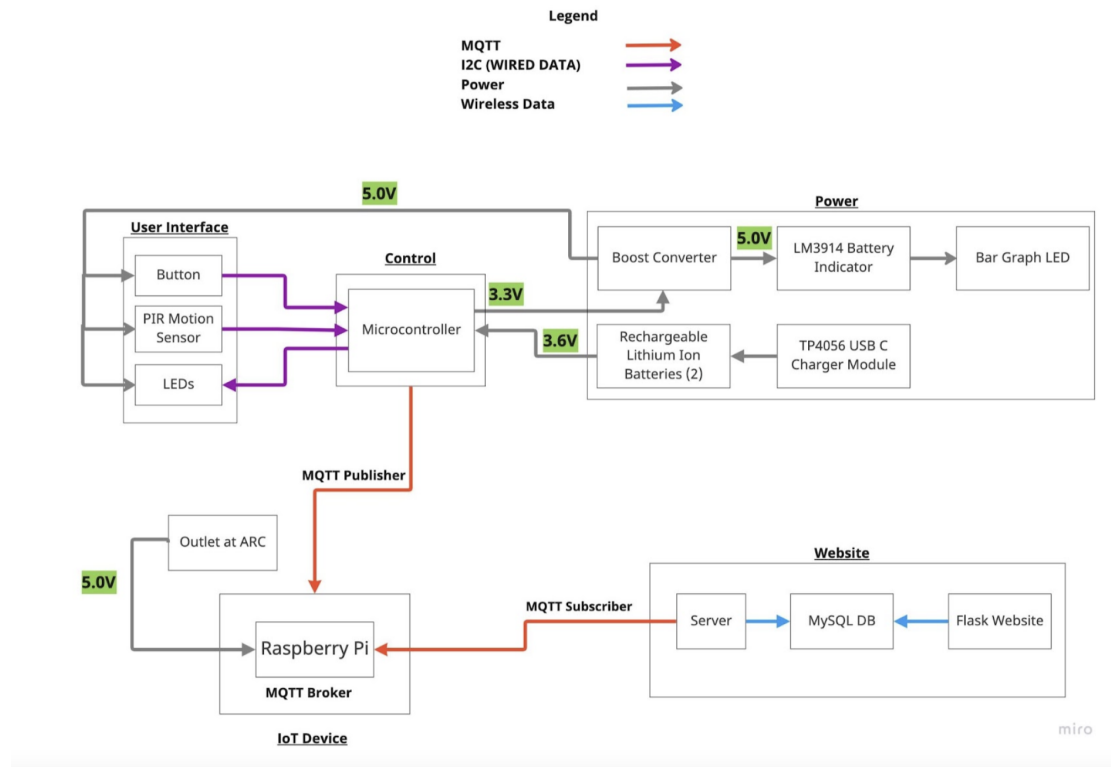 Legend
MQTT
I2C (WIRED DATA)
Power
Wireless Data
5.0V
User Interface
Button
PIR Motion
Sensor
LEDs
Control
Microcontroller
3.3V
3.6V
Power
Boost Converter
5.0V
LM3914 Battery
Indicator
Bar Graph LED
Rechargeable
Lithium Ion
Batteries (2)
TP4056 USB C
Charger Module
MQTT Publisher
Outlet at ARC
5.0V
Raspberry Pi
MQTT Broker
IoT Device
MQTT Subscriber
Website
Server
MySQL DB
Flask Website
miro